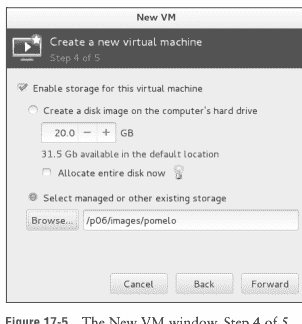 New VM
Create a new virtual machine
Step 4 of 5
Enable storage for this virtual machine
Create a disk image on the computer's hard drive
20.0 − + GB
31.5 Gb available in the default location
Allocate entire disk now
Select managed or other existing storage
Browse... /p06/images/pomelo
Cancel Back Forward
Figure 17-5 The New VM window, Step 4 of 5